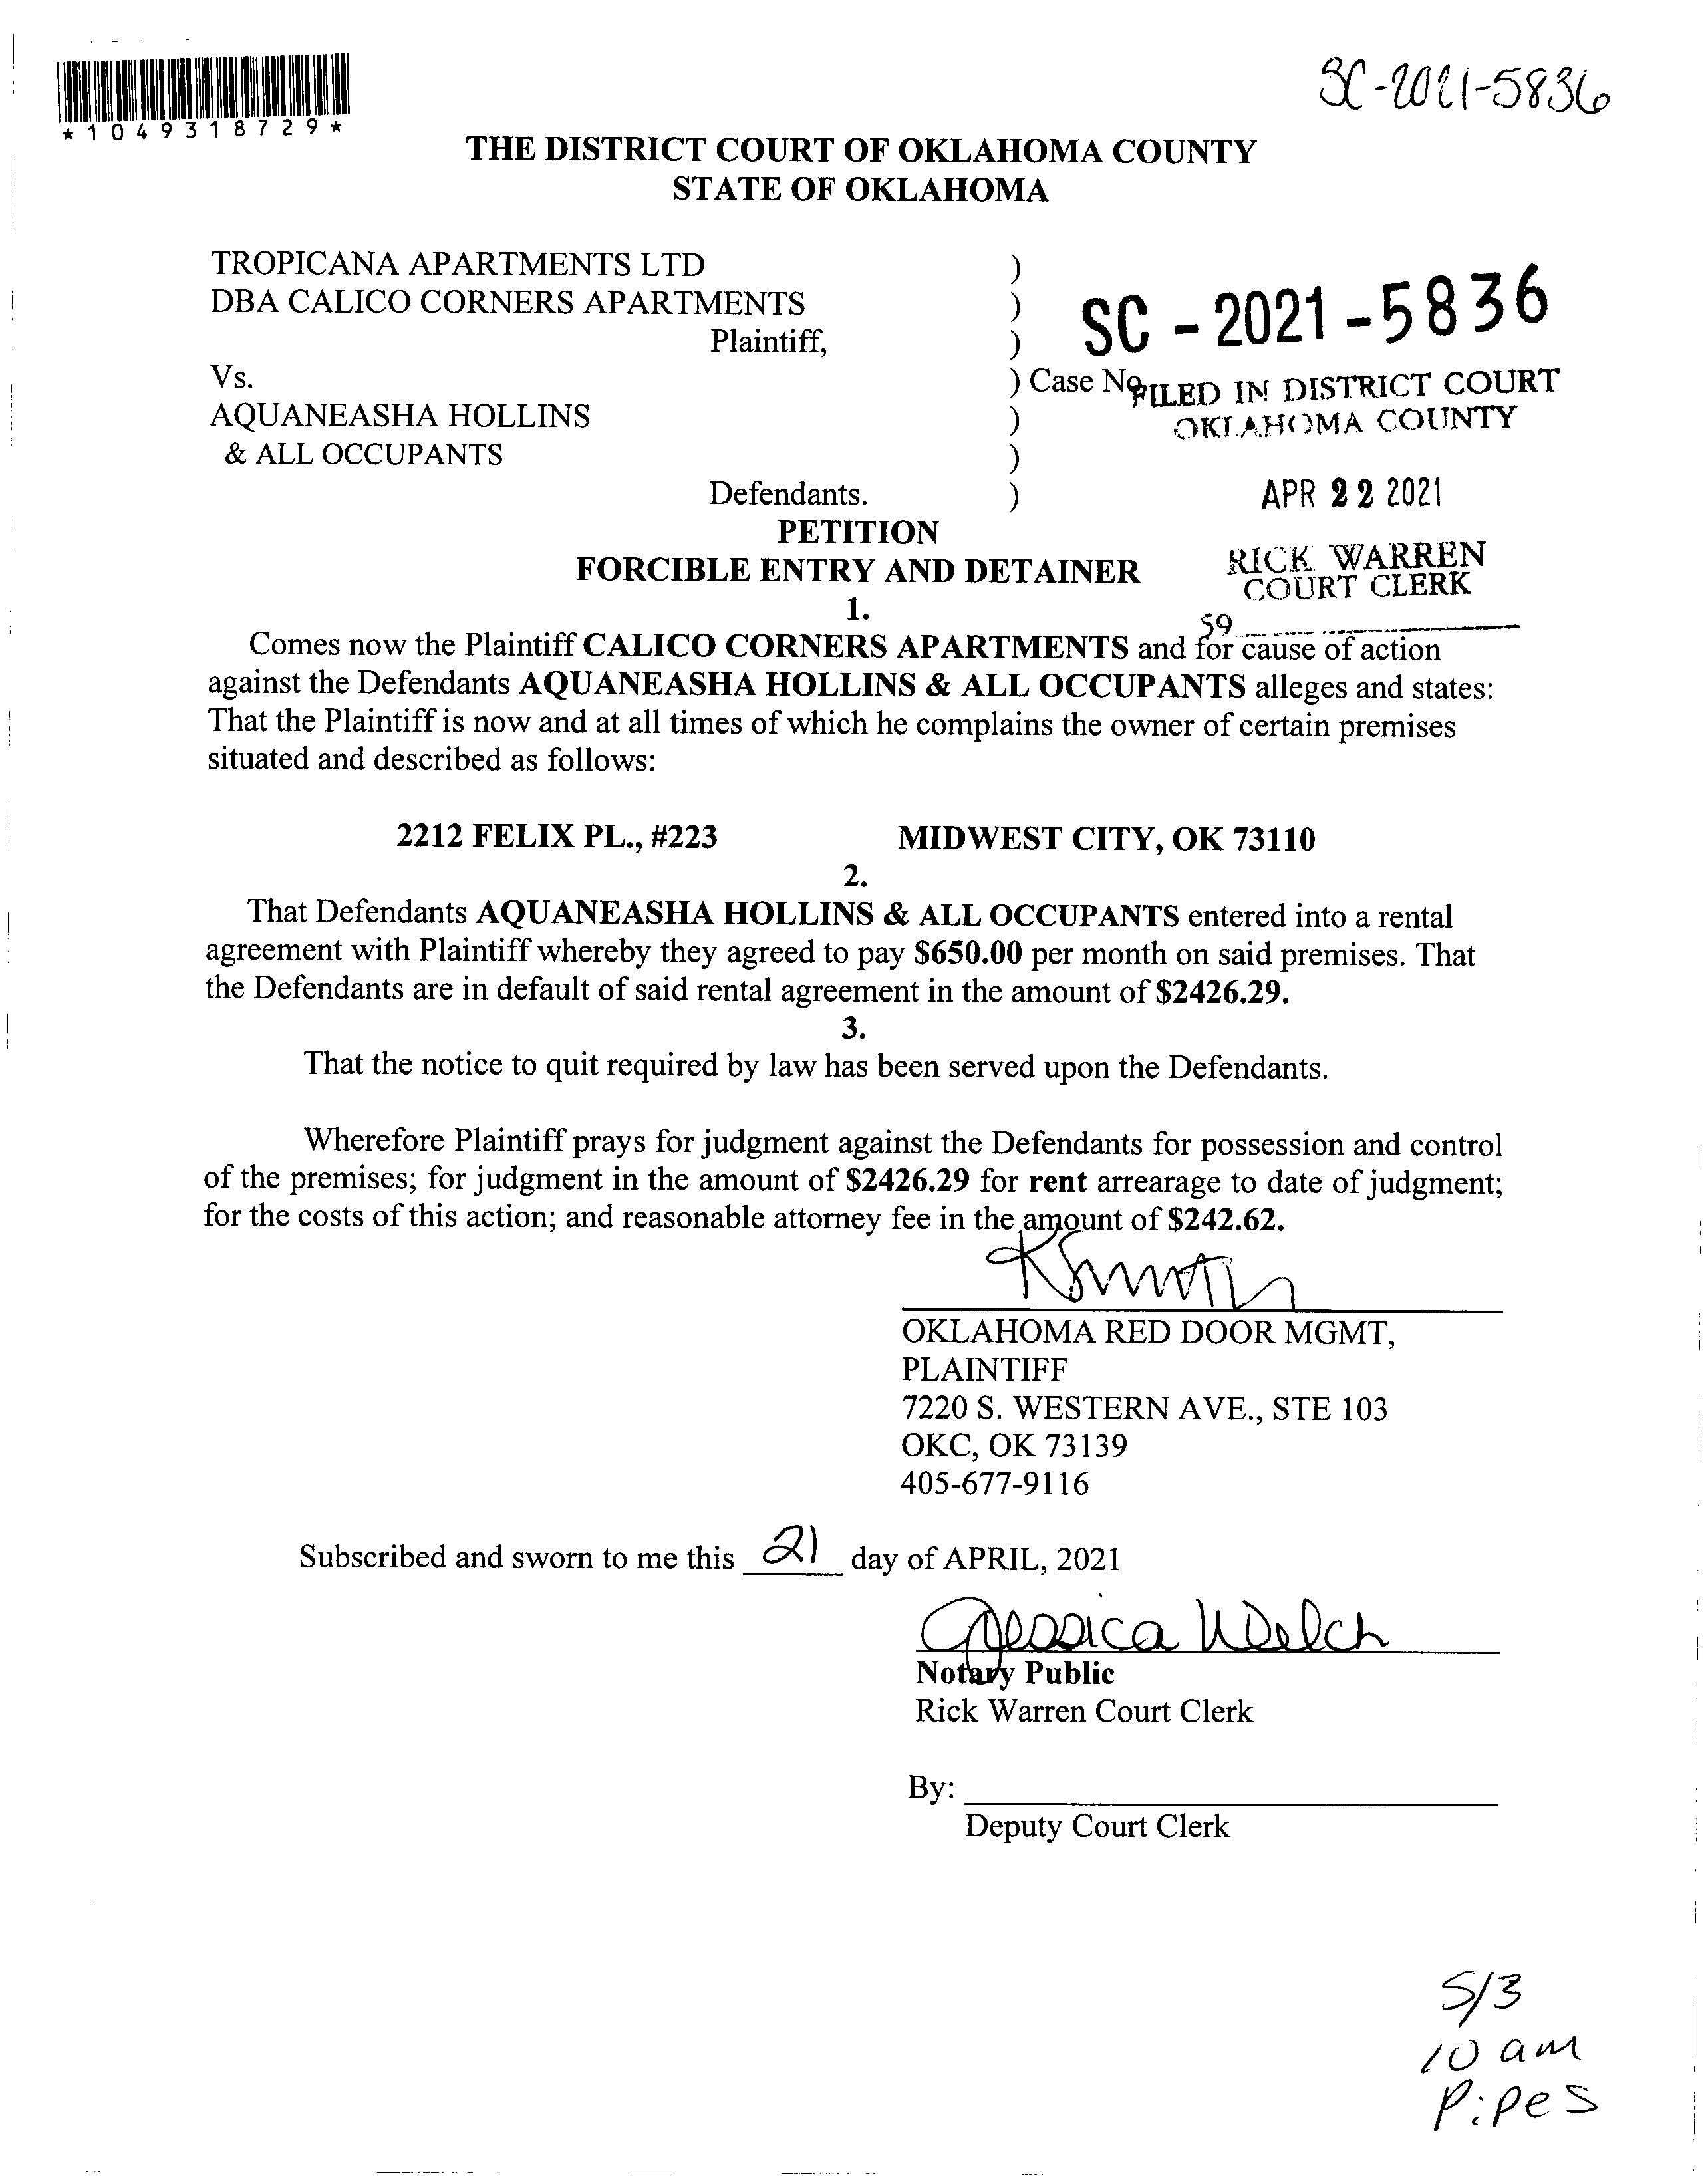 SC-2021-5836
*1049318729*
THE DISTRICT COURT OF OKLAHOMA COUNTY
STATE OF OKLAHOMA
TROPICANA APARTMENTS LTD )
DBA CALICO CORNERS APARTMENTS )
Plaintiff, )
SC - 2021 - 5836
Vs. ) Case No
FILED IN DISTRICT COURT
OKLAHOMA COUNTY
AQUANEASHA HOLLINS )
& ALL OCCUPANTS )
Defendants. )
APR 22 2021
PETITION
FORCIBLE ENTRY AND DETAINER
RICK WARREN
COURT CLERK
59
1.
Comes now the Plaintiff CALICO CORNERS APARTMENTS and for cause of action
against the Defendants AQUANEASHA HOLLINS & ALL OCCUPANTS alleges and states:
That the Plaintiff is now and at all times of which he complains the owner of certain premises
situated and described as follows:
2212 FELIX PL., #223 MIDWEST CITY, OK 73110
2.
That Defendants AQUANEASHA HOLLINS & ALL OCCUPANTS entered into a rental
agreement with Plaintiff whereby they agreed to pay $650.00 per month on said premises. That
the Defendants are in default of said rental agreement in the amount of $2426.29.
3.
That the notice to quit required by law has been served upon the Defendants.
Wherefore Plaintiff prays for judgment against the Defendants for possession and control
of the premises; for judgment in the amount of $2426.29 for rent arrearage to date of judgment;
for the costs of this action; and reasonable attorney fee in the amount of $242.62.
OKLAHOMA RED DOOR MGMT,
PLAINTIFF
7220 S. WESTERN AVE., STE 103
OKC, OK 73139
405-677-9116
Subscribed and sworn to me this 21 day of APRIL, 2021
Jessica Welch
Notary Public
Rick Warren Court Clerk
By:
Deputy Court Clerk
5/3
10 am
Pipes